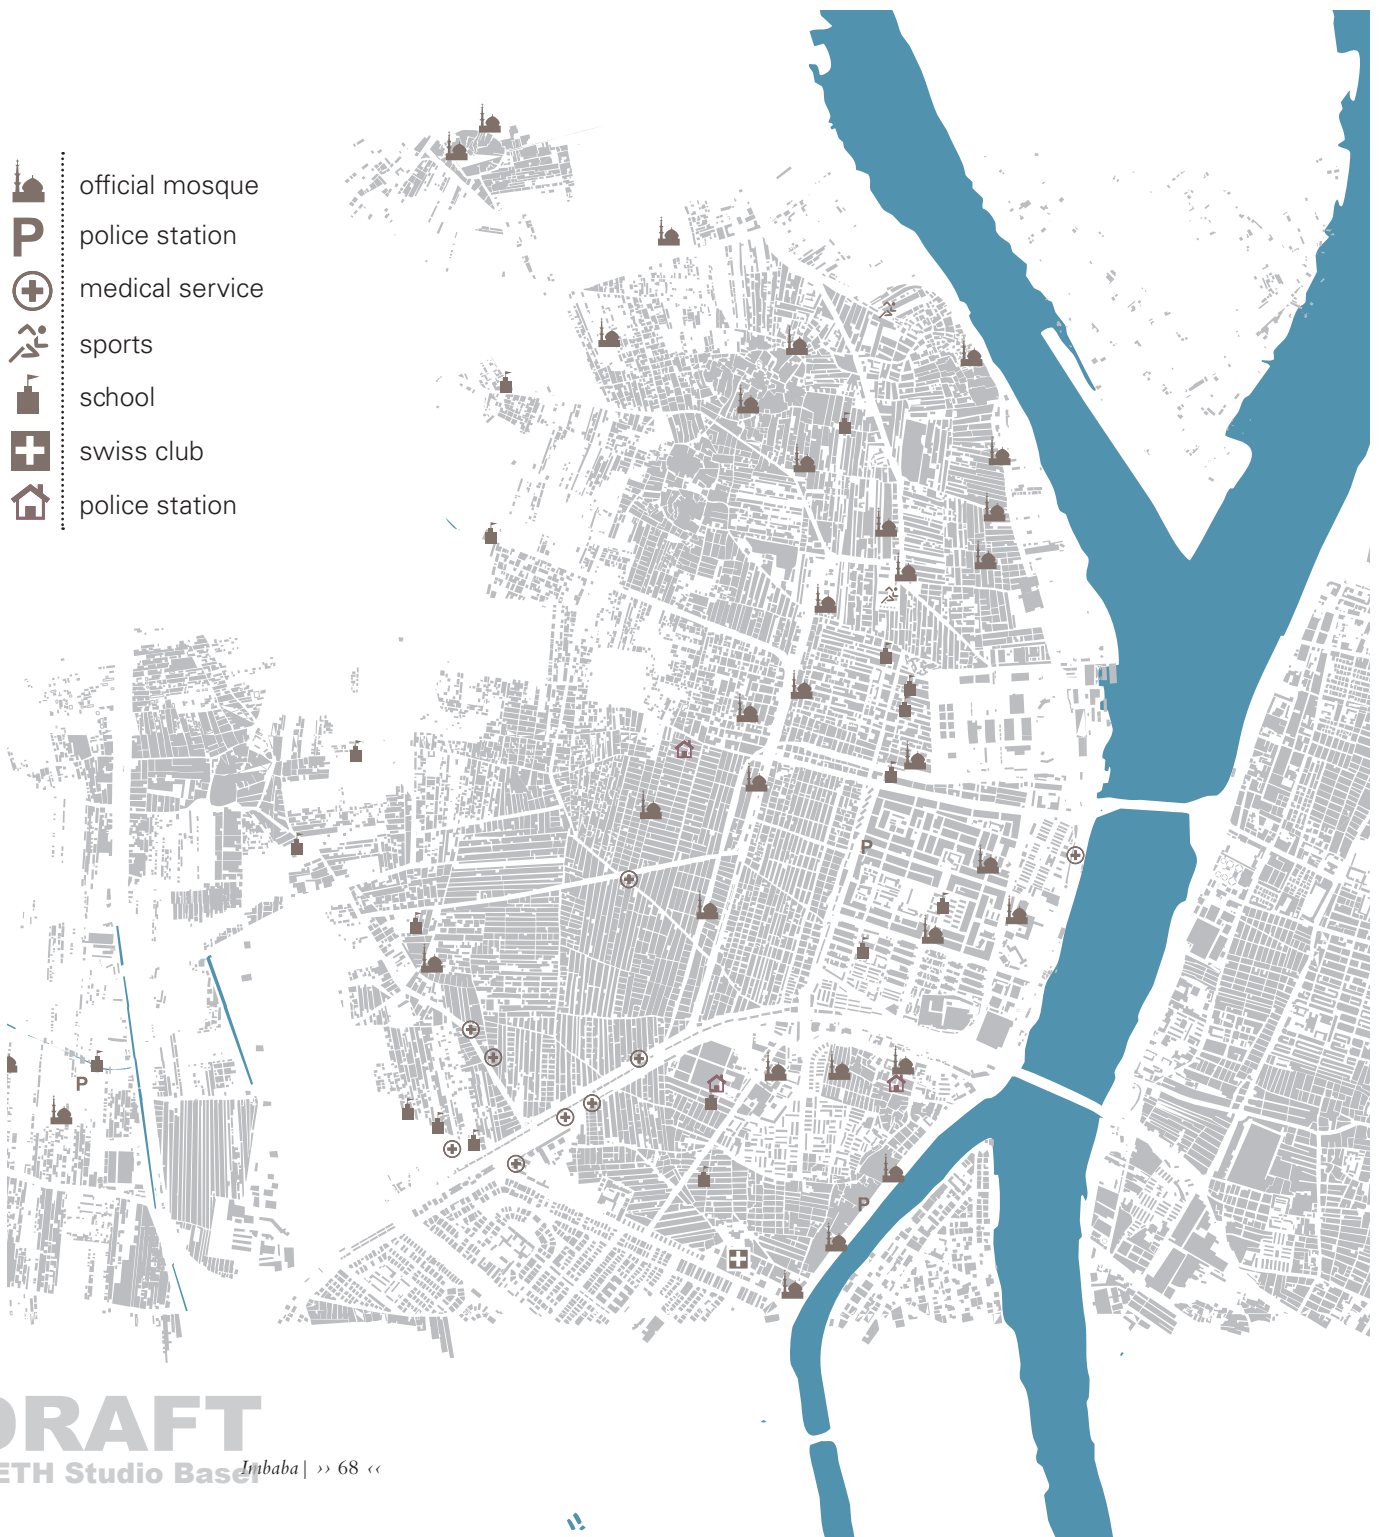 official mosque
P police station
medical service
sports
school
swiss club
police station
P
P
P
DRAFT
ETH Studio Basel
Imbaba | ›› 68 ‹‹